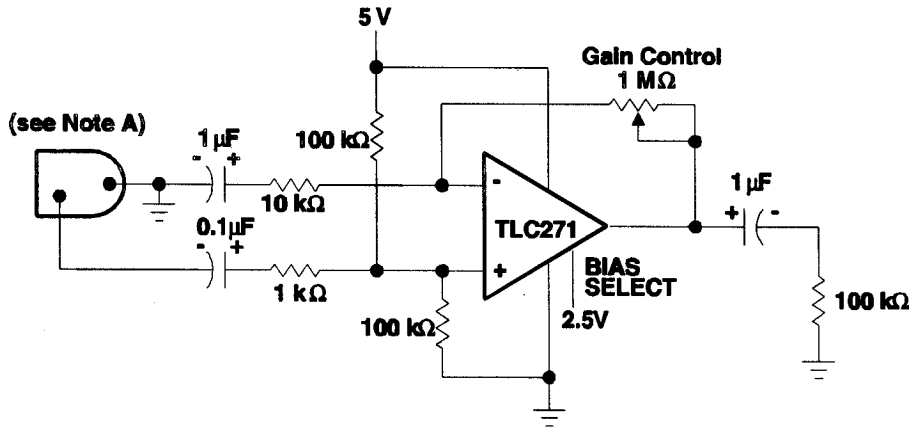 5 V
Gain Control
1 MΩ
(see Note A)
1 µF
- +
100 kΩ
10 kΩ
-
TLC271
+
1 µF
+ -
0.1µF
- +
1 kΩ
BIAS
SELECT
2.5V
100 kΩ
100 kΩ